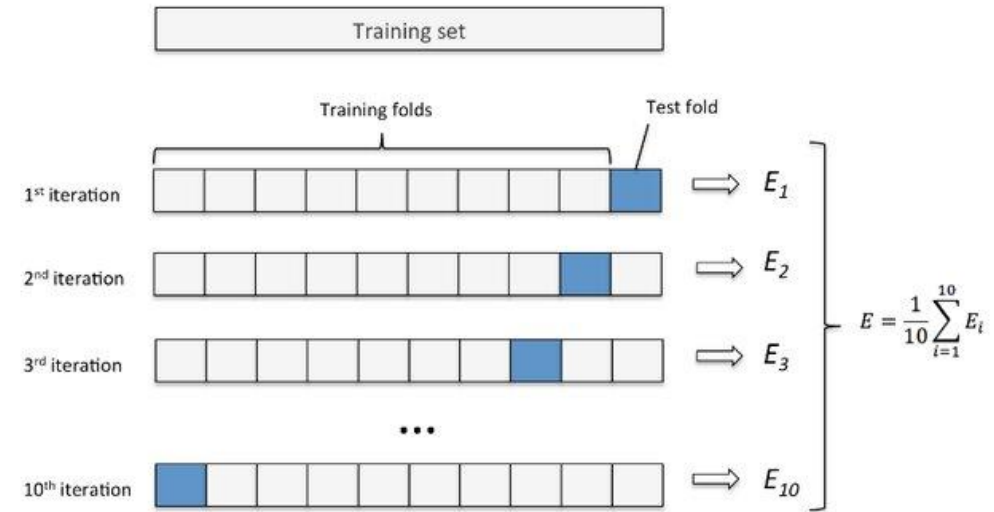 Training set
Training folds
Test fold
1st iteration
E1
2nd iteration
E2
3rd iteration
E3
...
10th iteration
E10
E = 1/10 ∑_{i=1}^{10} E_i